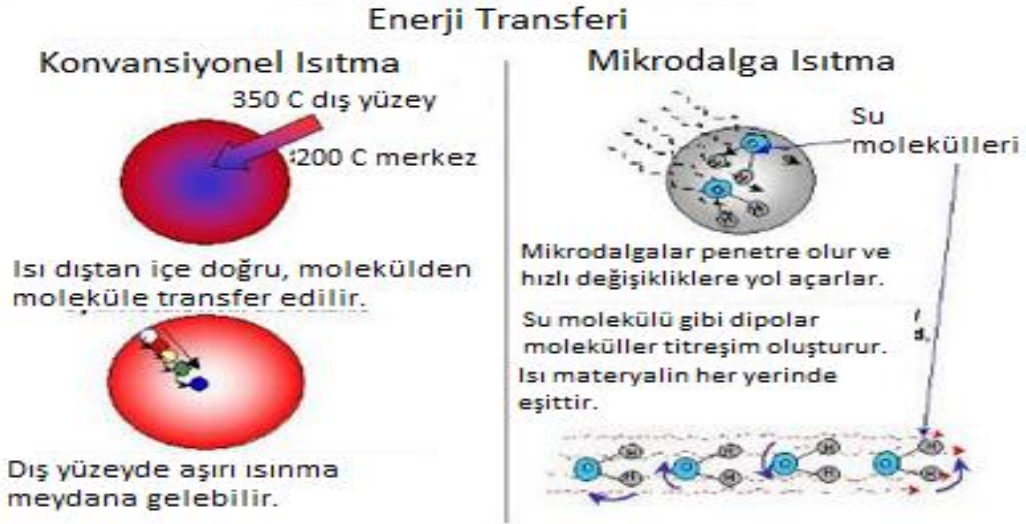 Enerji Transferi
Konvansiyonel Isıtma
350 C dış yüzey
200 C merkez
Isı dıştan içe doğru, molekülden
moleküle transfer edilir.
Dış yüzeyde aşırı ısınma
meydana gelebilir.
Mikrodalga Isıtma
Su
molekülleri
O
H
O
H
H
Mikrodalgalar penetre olur ve
hızlı değişikliklere yol açarlar.
Su molekülü gibi dipolar
moleküller titreşim oluşturur.
Isı materyalin her yerinde
eşittir.
O H H
O H H
O H H
O H H